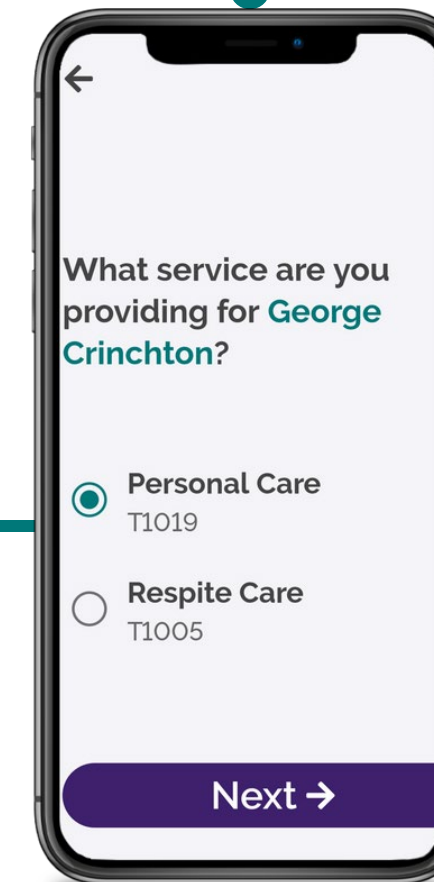 What service are you
providing for George
Crinchton?
Personal Care
T1019
Respite Care
T1005
Next →